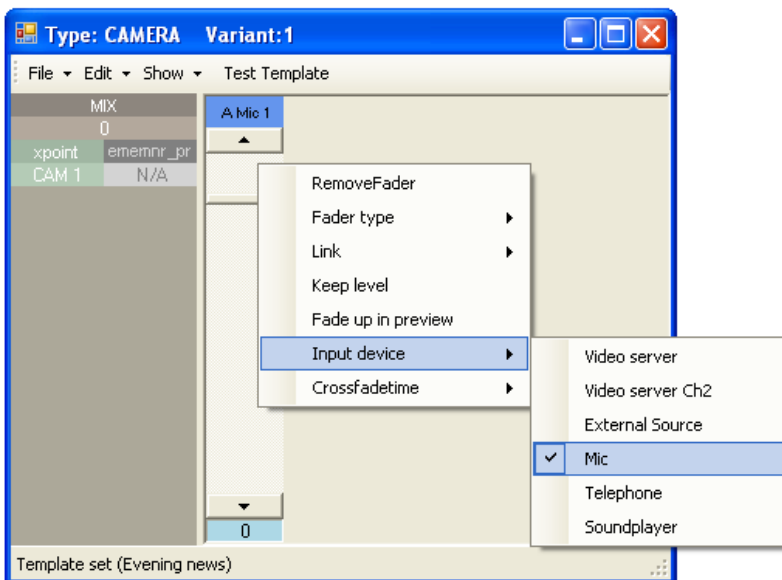 Type: CAMERA Variant:1
File Edit Show Test Template
MIX
0
xpoint ememnr_pr
CAM 1 N/A
A Mic 1
RemoveFader
Fader type
Link
Keep level
Fade up in preview
Input device
Crossfadetime
Video server
Video server Ch2
External Source
Mic
Telephone
Soundplayer
0
Template set (Evening news)